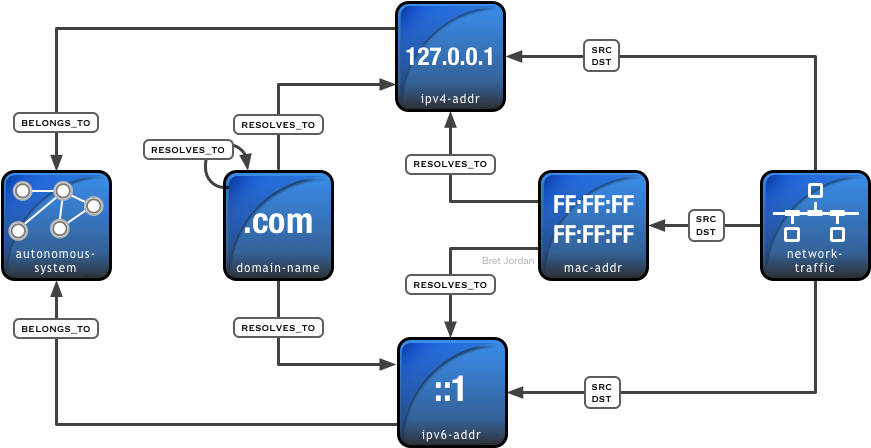 127.0.0.1
ipv4-addr
SRC
DST
BELONGS_TO
RESOLVES_TO
RESOLVES_TO
RESOLVES_TO
autonomous-
system
.com
domain-name
FF:FF:FF
FF:FF:FF
mac-addr
SRC
DST
network-
traffic
Bret Jordan
RESOLVES_TO
BELONGS_TO
RESOLVES_TO
::1
ipv6-addr
SRC
DST